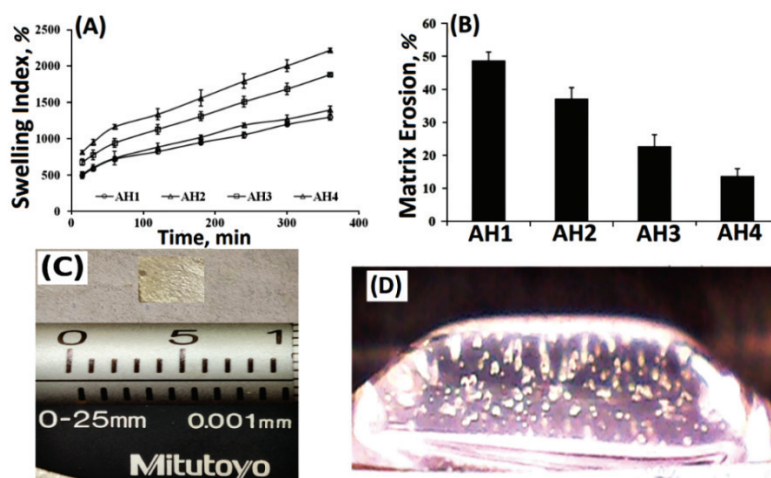 (A)
Swelling Index, %
2500
2000
1500
1000
500
0
0 100 200 300 400
AH1 AH2 AH3 AH4
Time, min
(B)
Matrix Erosion, %
60
50
40
30
20
10
0
AH1 AH2 AH3 AH4
(C)
0 5 1
0-25mm 0.001mm
Mitutoyo
(D)